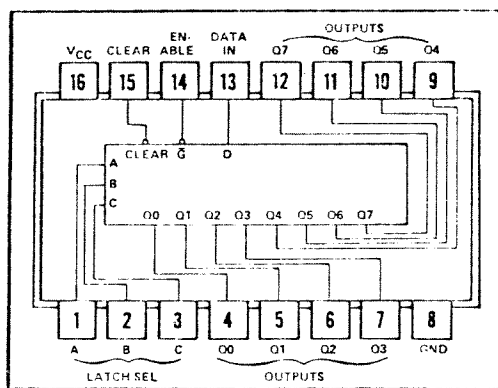 OUTPUTS
EN- DATA
VCC CLEAR ABLE IN Q7 Q6 Q5 Q4
16 15 14 13 12 11 10 9
CLEAR G̅ D
A
B
C
Q0 Q1 Q2 Q3 Q4 Q5 Q6 Q7
1 2 3 4 5 6 7 8
A B C Q0 Q1 Q2 Q3 GND
LATCH SEL OUTPUTS